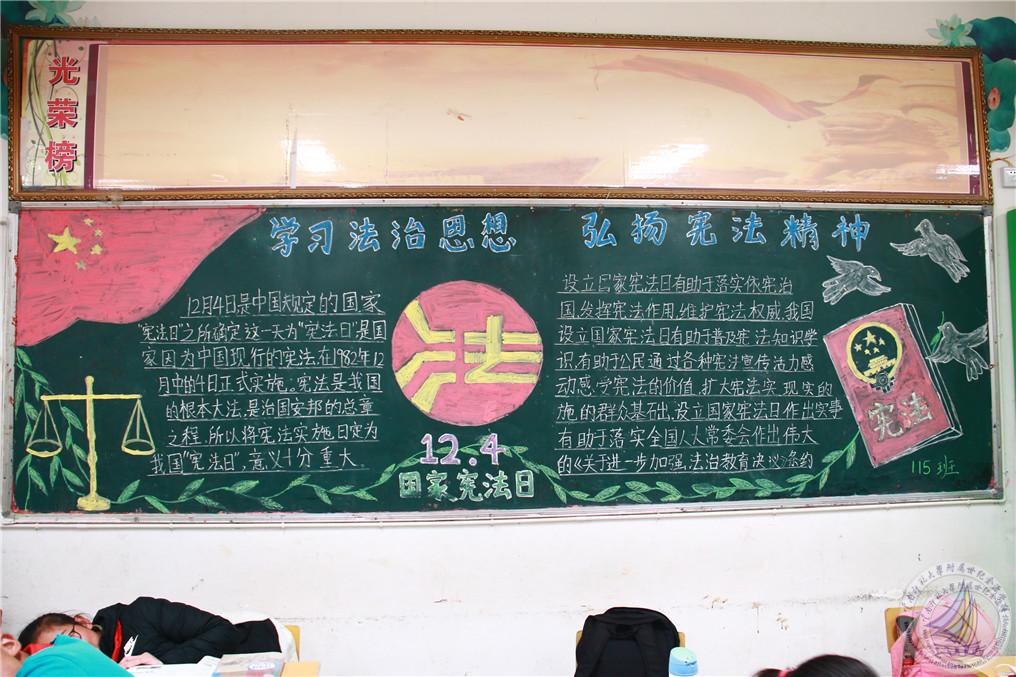 光荣榜
学习法治思想 弘扬宪法精神
12月4日是中国规定的国家
"宪法日"之所确定这一天为"宪法日"是国
家因为中国现行的宪法在1982年12
月中的4日正式实施;宪法是我国
的根本大法,是治国安邦的总章
之程.所以将宪法实施日定为
我国"宪法日",意义十分重大.
法
12.4
国家宪法日
设立国家宪法日有助于落实依宪治
国,发挥宪法作用,维护宪法权威,我国
设立国家宪法日有助于普及宪法知识学
识,有助于公民通过各种宪法宣传活力感
动感,学宪法的价值,扩大宪法实,现实的
施的群众基不出,设立国家宪法日作出实事
有助于落实全国人大常委会作出伟大
的《关于进一步加强法治教育决议》条约
宪法
115班